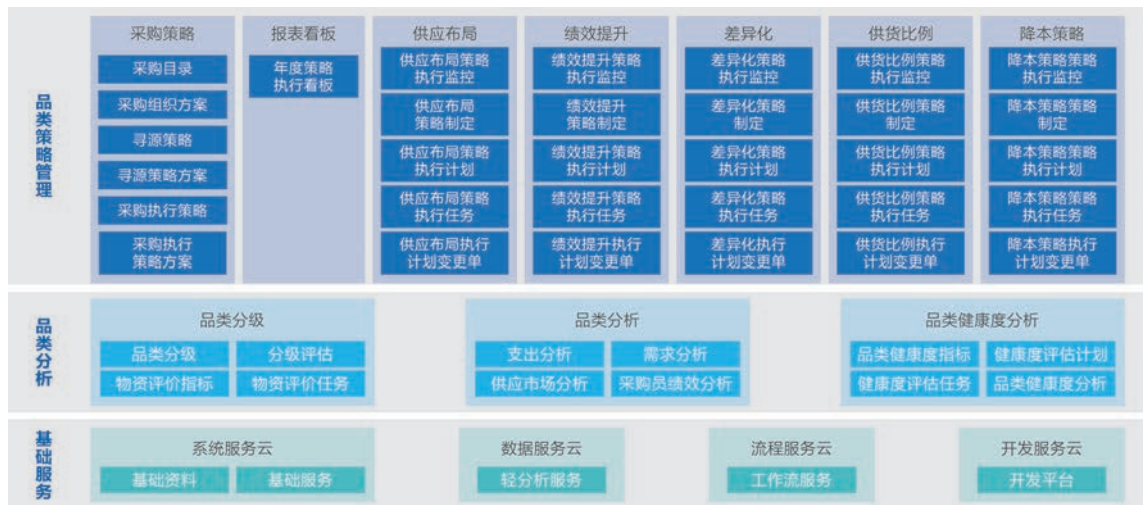 品类策略管理
采购策略
采购目录
采购组织方案
寻源策略
寻源策略方案
采购执行策略
采购执行
策略方案
报表看板
年度策略
执行看板
供应布局
供应布局策略
执行监控
供应布局
策略制定
供应布局策略
执行计划
供应布局策略
执行任务
供应布局执行
计划变更单
绩效提升
绩效提升策略
执行监控
绩效提升
策略制定
绩效提升策略
执行计划
绩效提升策略
执行任务
绩效提升执行
计划变更单
差异化
差异化策略
执行监控
差异化策略
制定
差异化策略
执行计划
差异化策略
执行任务
差异化执行
计划变更单
供货比例
供货比例策略
执行监控
供货比例策略
制定
供货比例策略
执行计划
供货比例策略
执行任务
供货比例执行
计划变更单
降本策略
降本策略策略
执行监控
降本策略策略
制定
降本策略策略
执行计划
降本策略策略
执行任务
降本策略执行
计划变更单
品类分析
品类分级
品类分级
分级评估
物资评价指标
物资评价任务
品类分析
支出分析
需求分析
供应市场分析
采购员绩效分析
品类健康度分析
品类健康度指标
健康度评估计划
健康度评估任务
品类健康度分析
基础服务
系统服务云
基础资料
基础服务
数据服务云
轻分析服务
流程服务云
工作流服务
开发服务云
开发平台